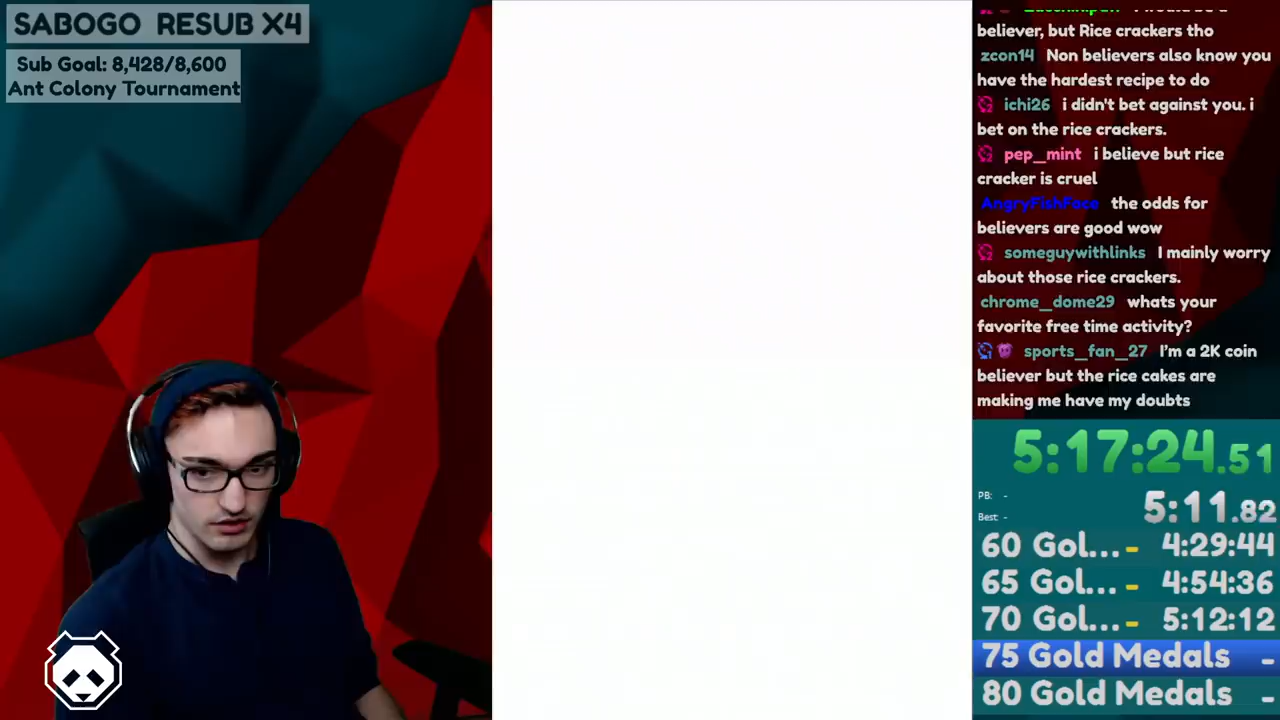 SABOGO RESUB X4
Sub Goal: 8,428/8,600
Ant Colony Tournament
believer, but Rice crackers tho
zcon14 Non believers also know you
have the hardest recipe to do
ichi26 i didn't bet against you. i
bet on the rice crackers.
pep_mint i believe but rice
cracker is cruel
AngryFishFace the odds for
believers are good wow
someguywithlinks I mainly worry
about those rice crackers.
chrome_dome29 whats your
favorite free time activity?
sports_fan_27 I'm a 2K coin
believer but the rice cakes are
making me have my doubts
5:17:24.51
PB: -
5:11.82
Best: -
60 Gol... - 4:29:44
65 Gol... - 4:54:36
70 Gol... - 5:12:12
75 Gold Medals -
80 Gold Medals -